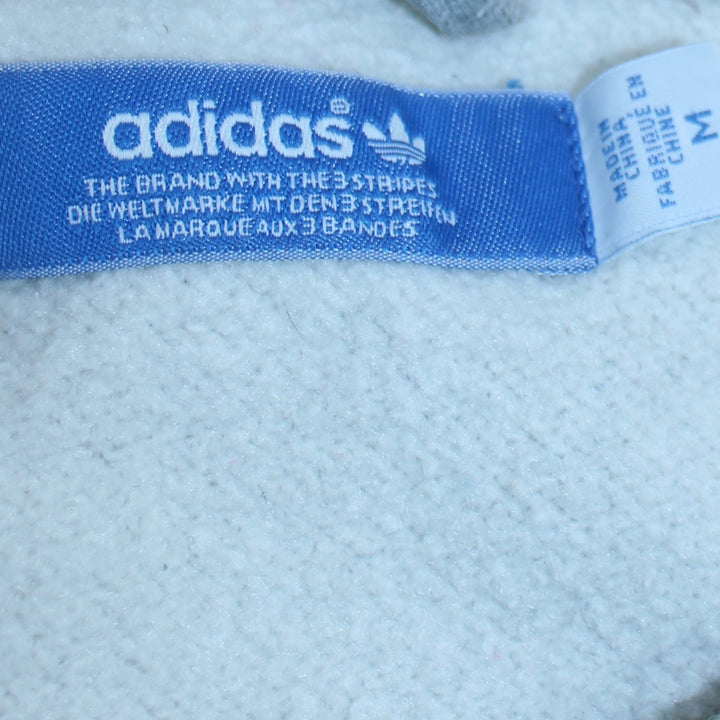 adidas®
THE BRAND WITH THE 3 STRIPES
DIE WELTMARKE MIT DEN 3 STREIFEN
LA MARQUE AUX 3 BANDES
MADE IN
CHINA,
FABRIQUÉ EN
CHINE
M